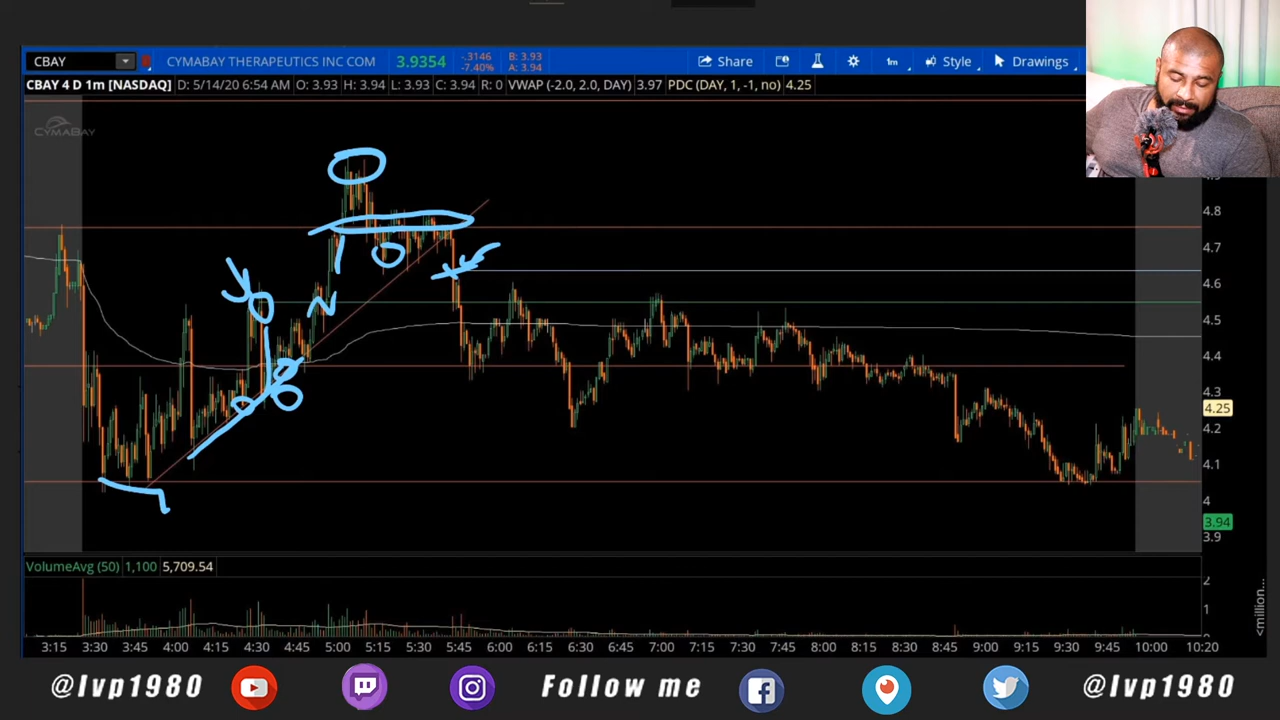 CBAY
CYMABAY THERAPEUTICS INC COM
3.9354
-.3146
-7.40%
B: 3.93
A: 3.94
Share
1m
Style
Drawings
CBAY 4 D 1m [NASDAQ] D: 5/14/20 6:54 AM O: 3.93 H: 3.94 L: 3.93 C: 3.94 R: 0 VWAP (-2.0, 2.0, DAY) 3.97 PDC (DAY, 1, -1, no) 4.25
CYMABAY
4.8
4.7
4.6
4.5
4.4
4.3
4.25
4.2
4.1
4
3.94
3.9
VolumeAvg (50) 1,100 5,709.54
2
1
<millions...
3:15 3:30 3:45 4:00 4:15 4:30 4:45 5:00 5:15 5:30 5:45 6:00 6:15 6:30 6:45 7:00 7:15 7:30 7:45 8:00 8:15 8:30 8:45 9:00 9:15 9:30 9:45 10:00 10:20
@lvp1980 Follow me @lvp1980